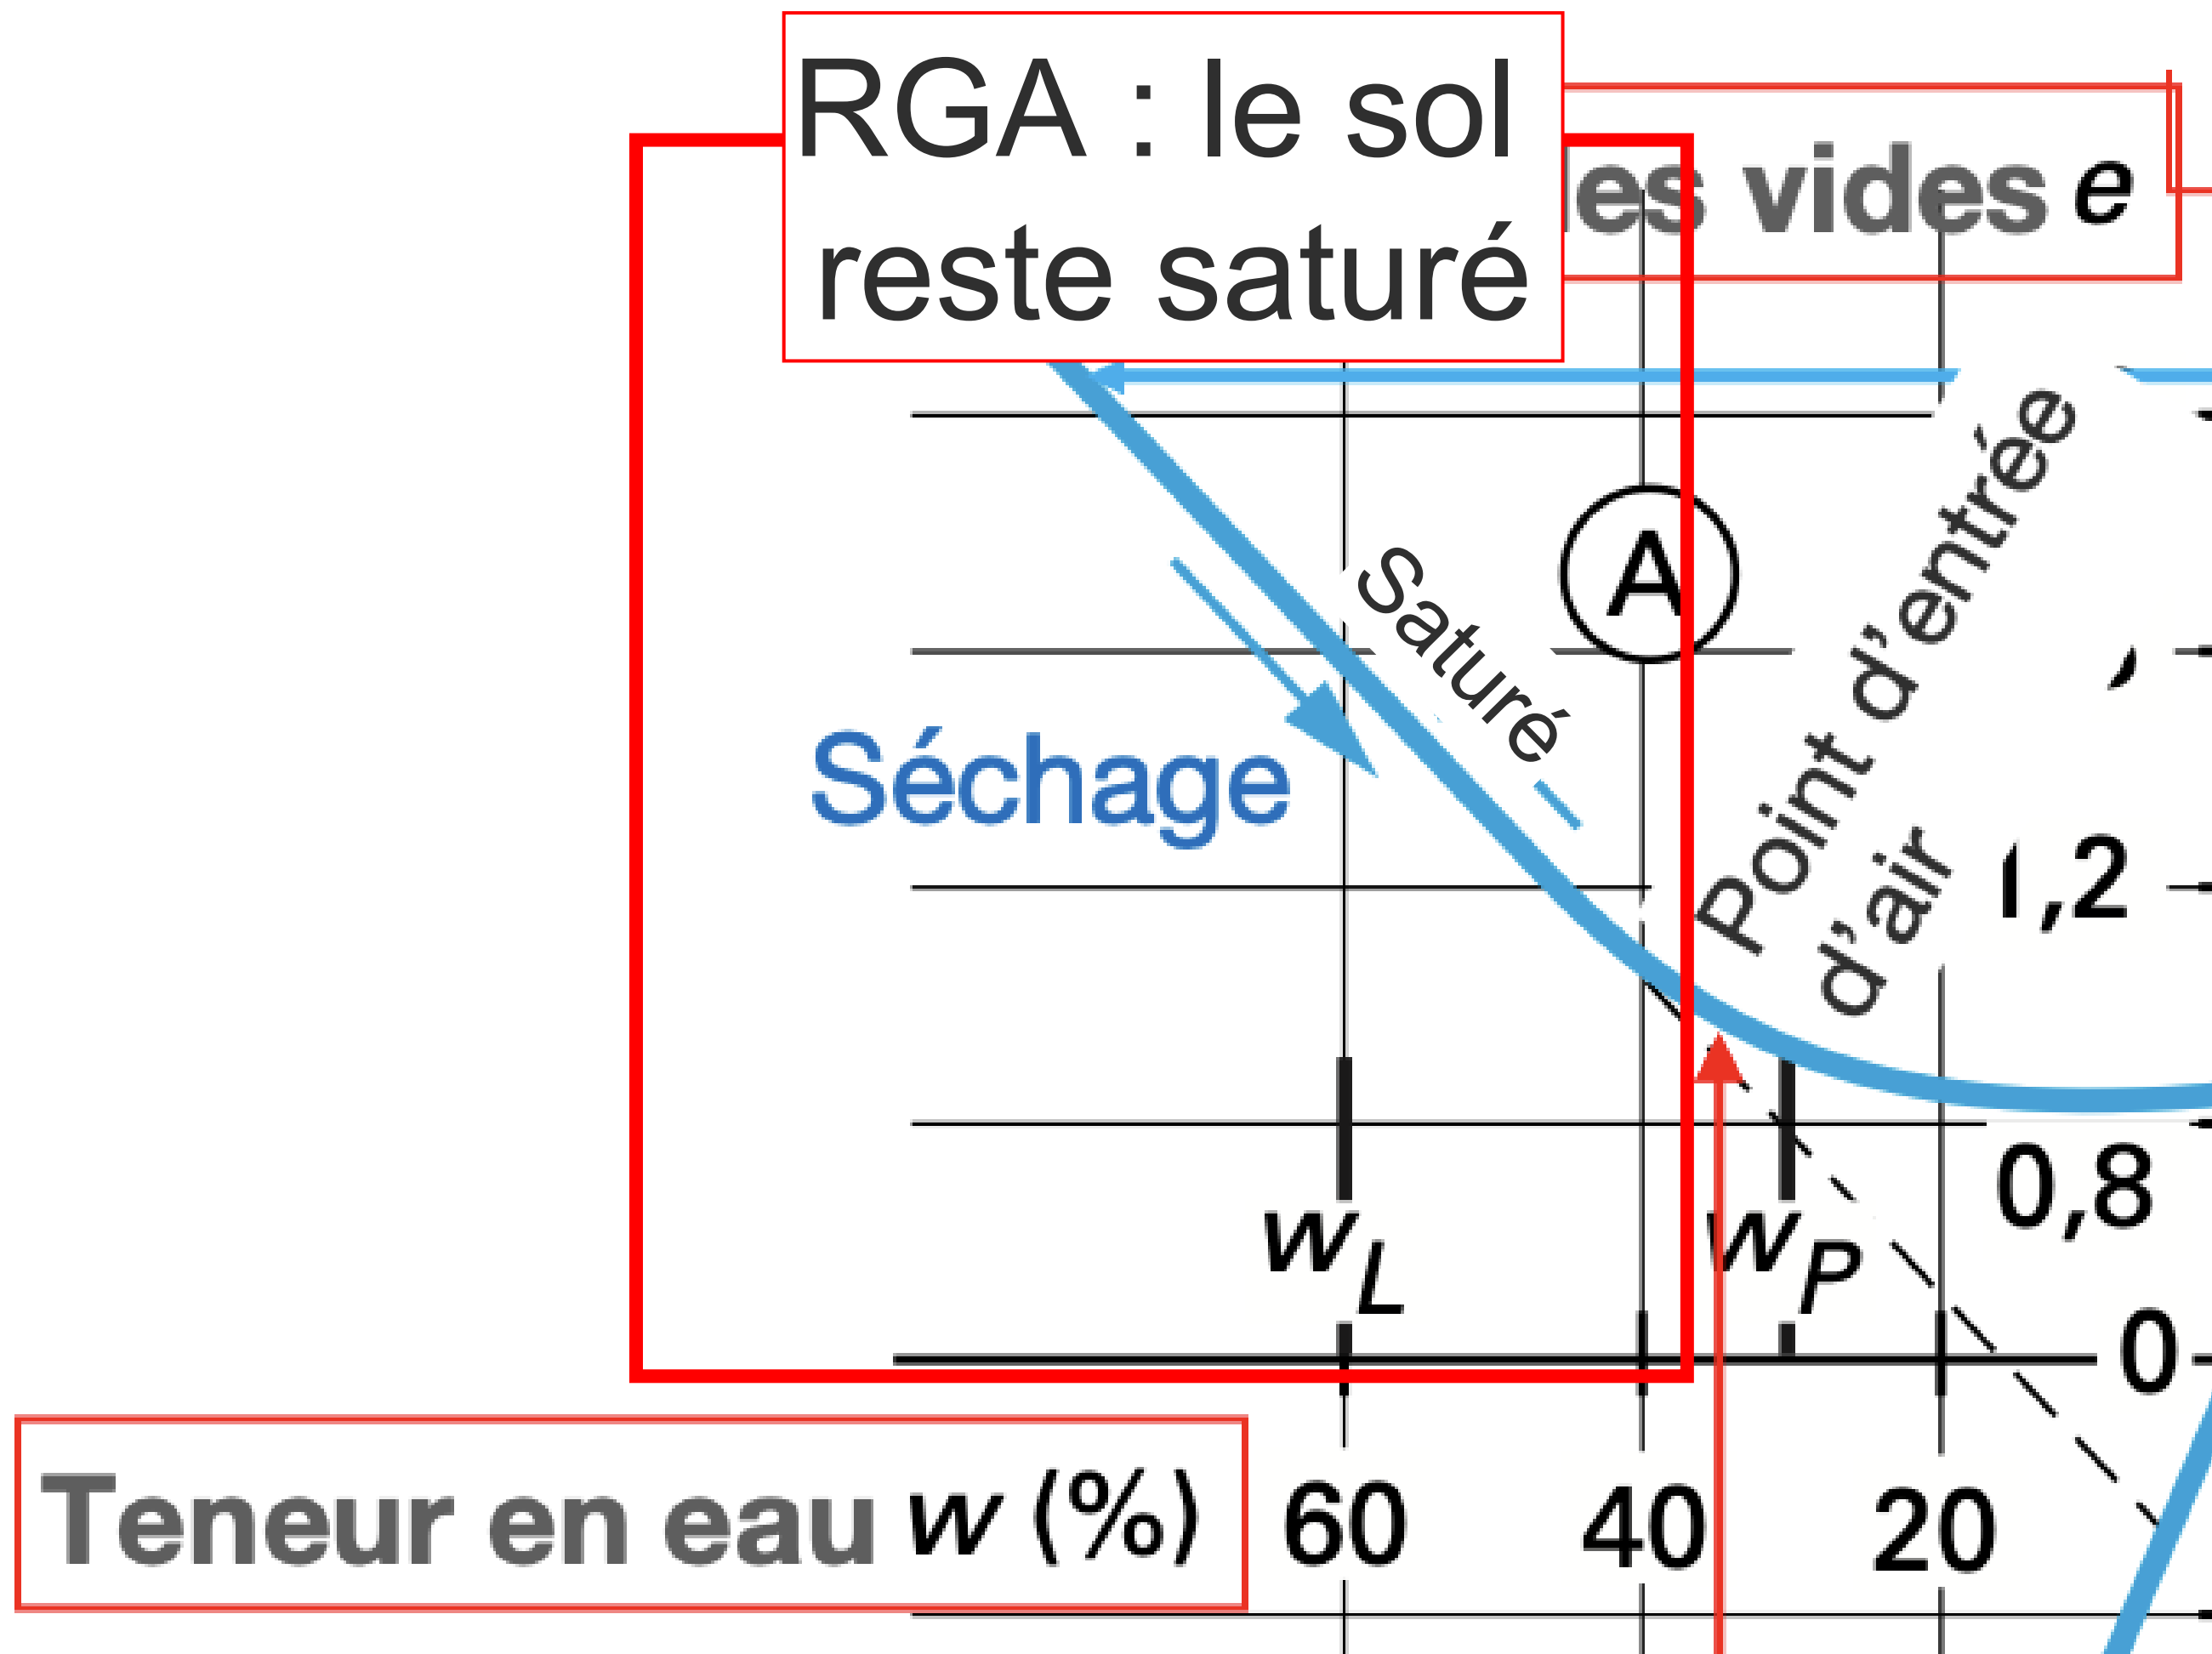 RGA : le sol
reste saturé
es vides e
A
Saturé
Séchage
Point d'entrée
d'air
1,2
0,8
wL
wP
0
Teneur en eau w (%)
60
40
20